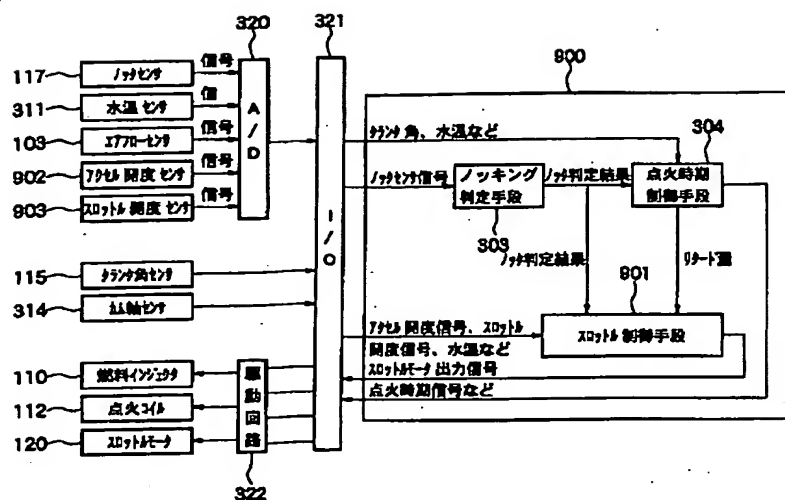 320
321
900
117
ノックセンサ
信号
311
水温センサ
信
103
エアフローセンサ
信号
902
アクセル開度センサ
信号
903
スロットル開度センサ
信号
A/D
115
クランク角センサ
314
カム軸センサ
110
燃料インジェクタ
112
点火コイル
120
スロットルモータ
駆動回路
322
I/O
クランク角、水温など
304
点火時期
制御手段
ノックセンサ信号
ノッキング
判定手段
303
ノック判定結果
ノック判定結果
リタード量
901
スロットル制御手段
アクセル開度信号、スロットル
開度信号、水温など
スロットルモータ出力信号
点火時期信号など